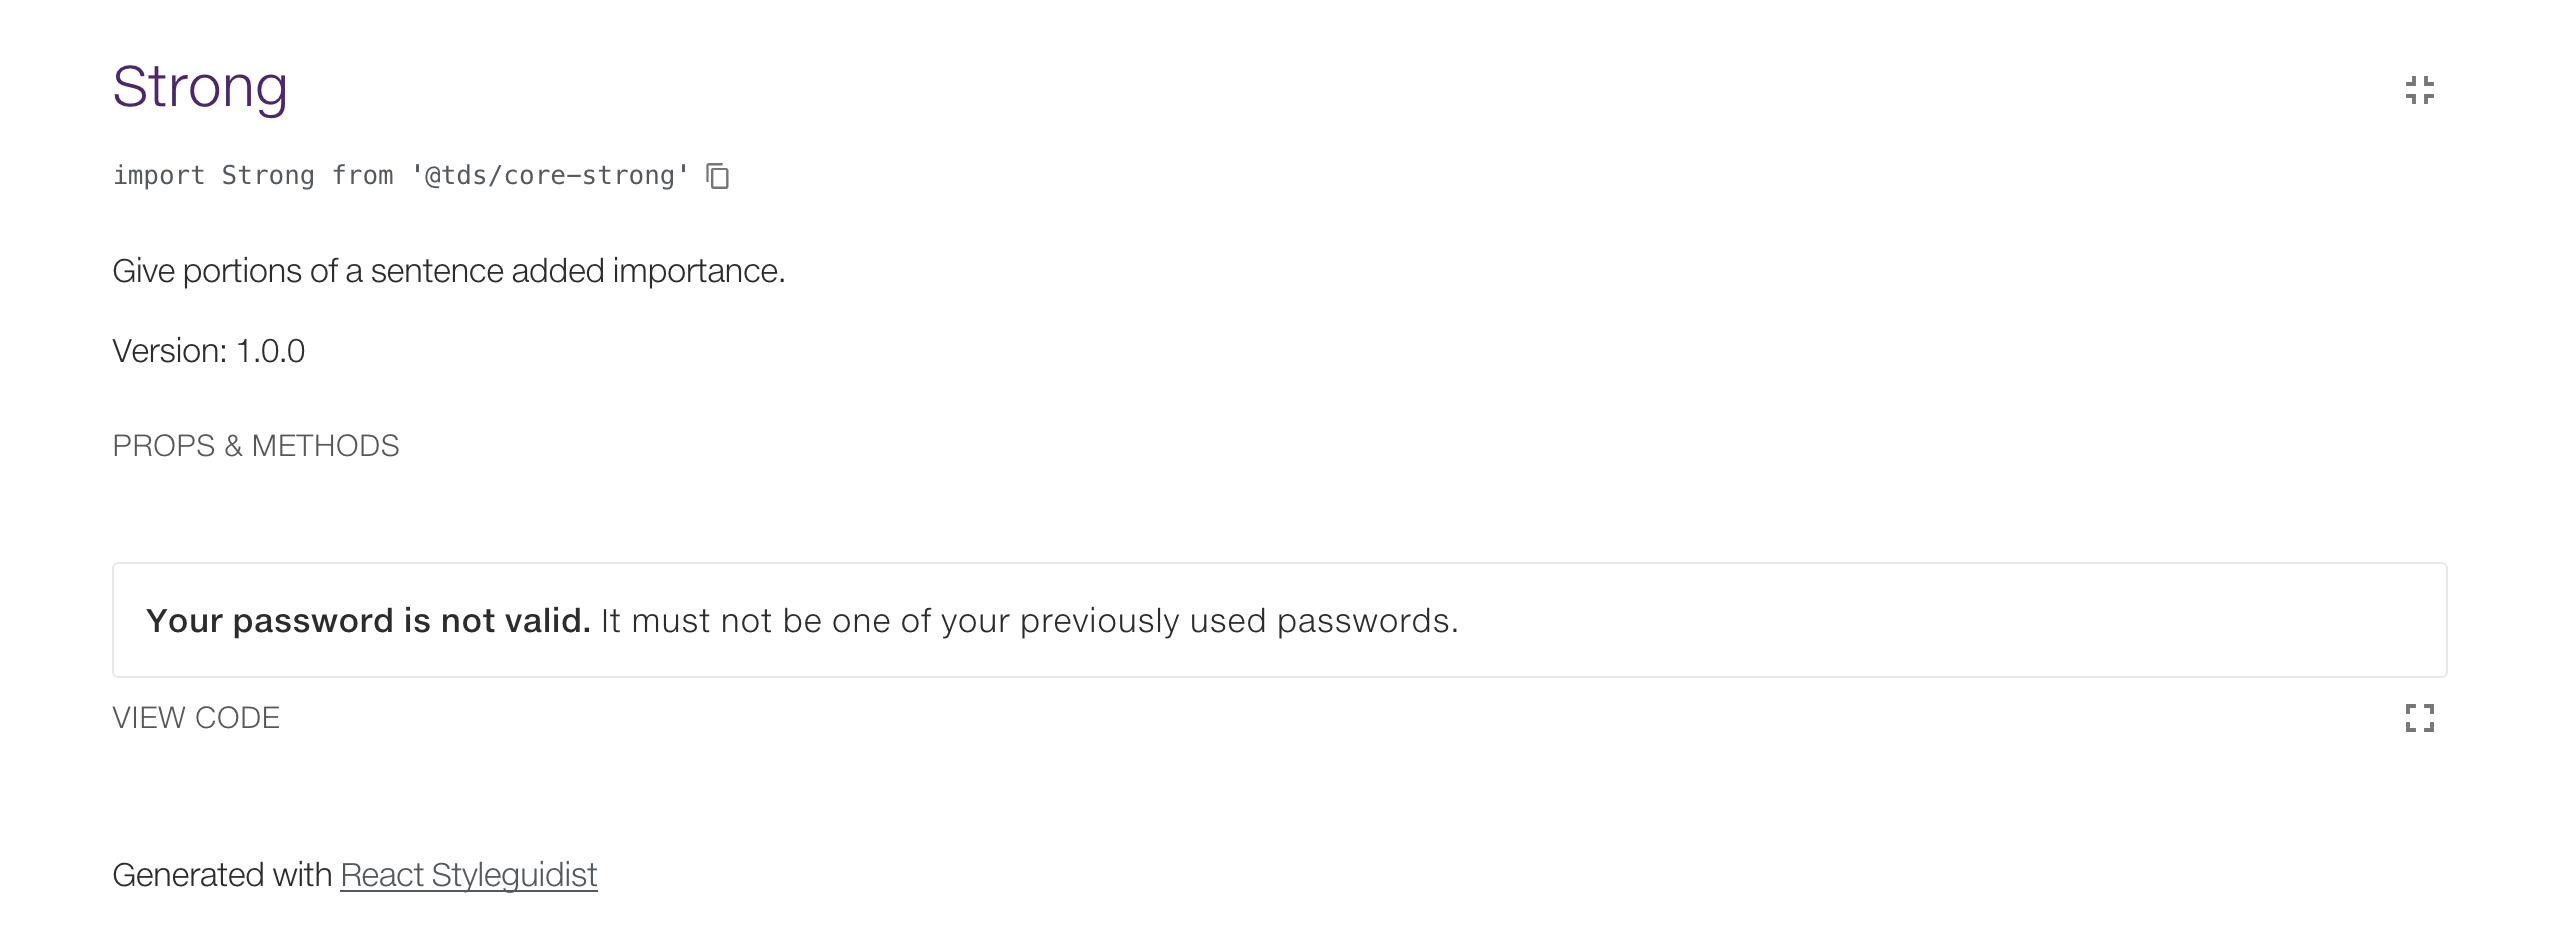 Strong
import Strong from '@tds/core-strong'
Give portions of a sentence added importance.
Version: 1.0.0
PROPS & METHODS
Your password is not valid. It must not be one of your previously used passwords.
VIEW CODE
Generated with React Styleguidist